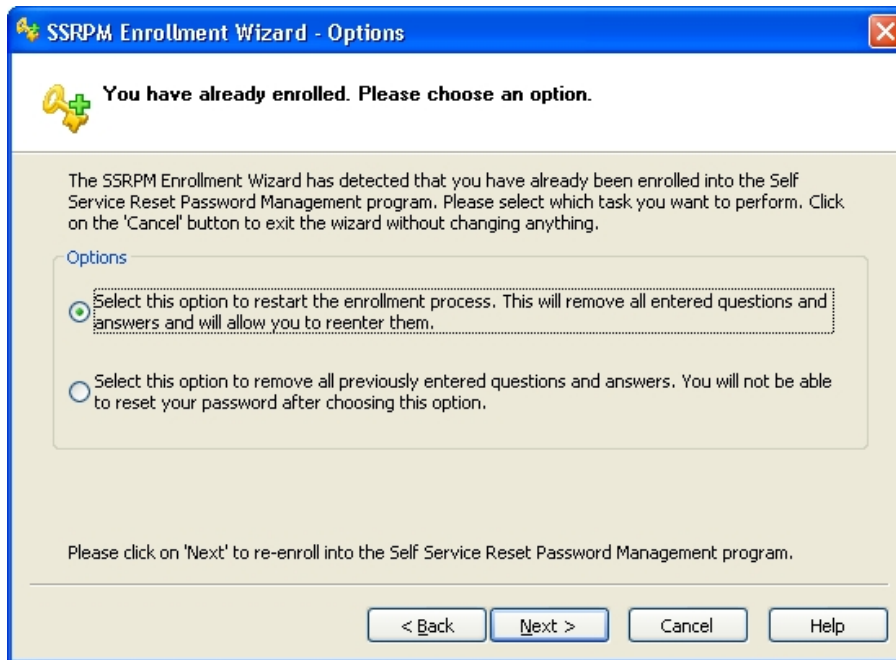 SSRPM Enrollment Wizard - Options
You have already enrolled. Please choose an option.
The SSRPM Enrollment Wizard has detected that you have already been enrolled into the Self
Service Reset Password Management program. Please select which task you want to perform. Click
on the 'Cancel' button to exit the wizard without changing anything.
Options
Select this option to restart the enrollment process. This will remove all entered questions and
answers and will allow you to reenter them.
Select this option to remove all previously entered questions and answers. You will not be able
to reset your password after choosing this option.
Please click on 'Next' to re-enroll into the Self Service Reset Password Management program.
< Back
Next >
Cancel
Help